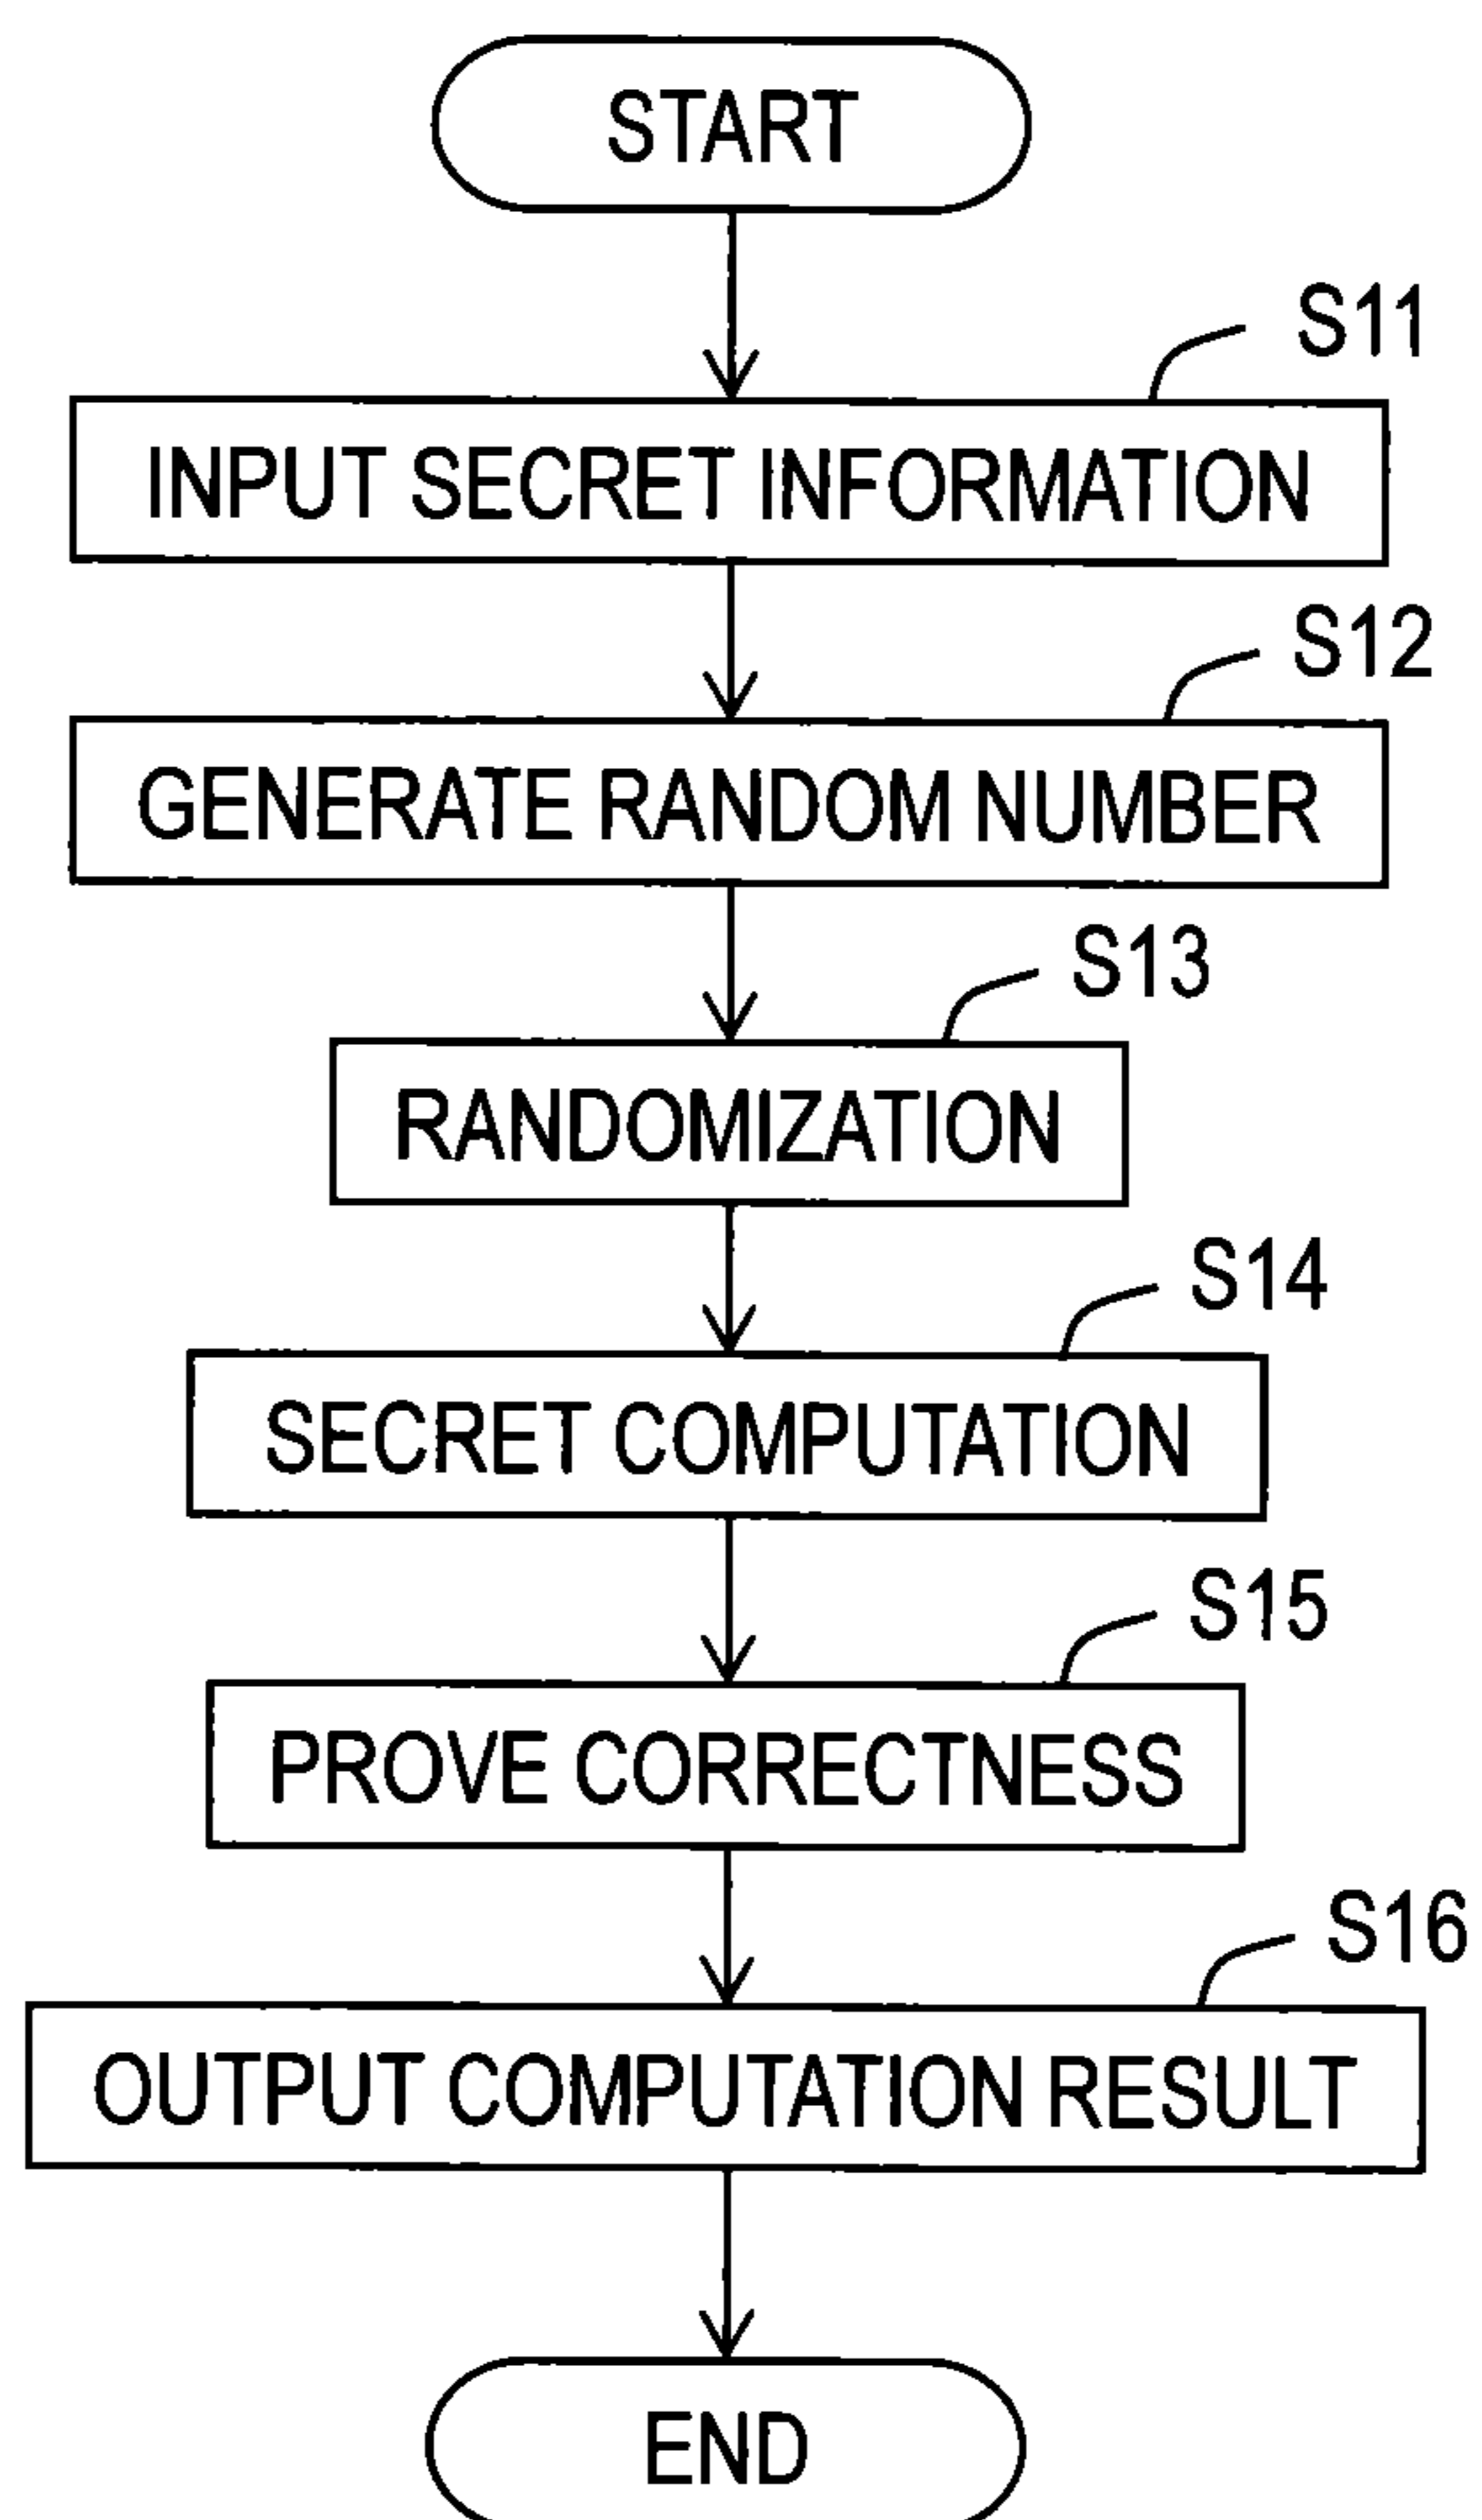 START
S11
INPUT SECRET INFORMATION
S12
GENERATE RANDOM NUMBER
S13
RANDOMIZATION
S14
SECRET COMPUTATION
S15
PROVE CORRECTNESS
S16
OUTPUT COMPUTATION RESULT
END